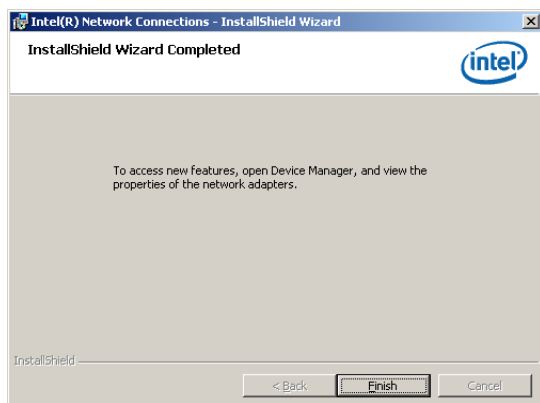 Intel(R) Network Connections - InstallShield Wizard
InstallShield Wizard Completed
intel
To access new features, open Device Manager, and view the
properties of the network adapters.
InstallShield
< Back
Finish
Cancel